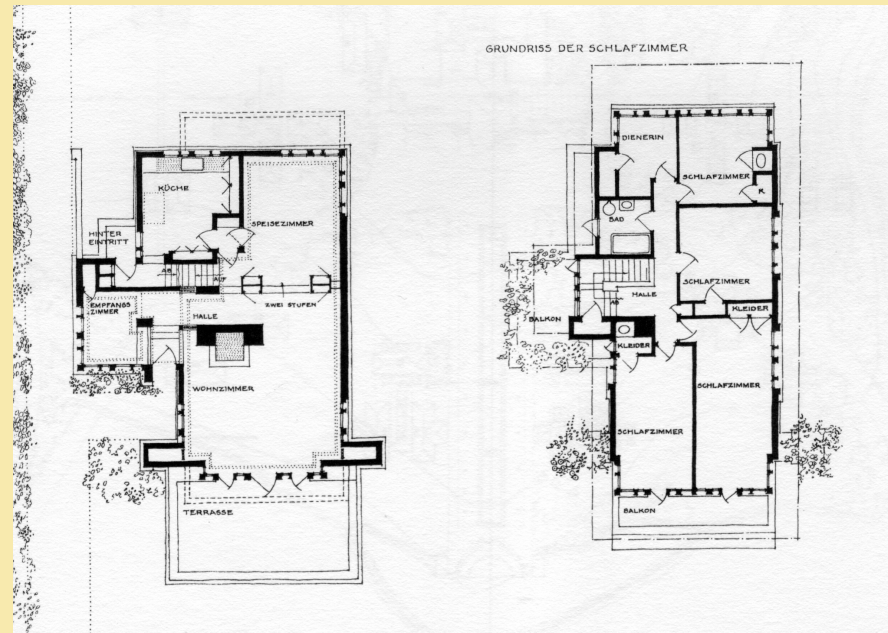 GRUNDRISS DER SCHLAFZIMMER
KÜCHE
SPEISEZIMMER
HINTER
EINTRITT
AB
AUF
EMPFANGS
ZIMMER
HALLE
ZWEI STUFEN
WOHNZIMMER
TERRASSE
DIENERIN
SCHLAFZIMMER
K.
BAD
SCHLAFZIMMER
HALLE
AB
BALKON
KLEIDER
KLEIDER
SCHLAFZIMMER
SCHLAFZIMMER
BALKON